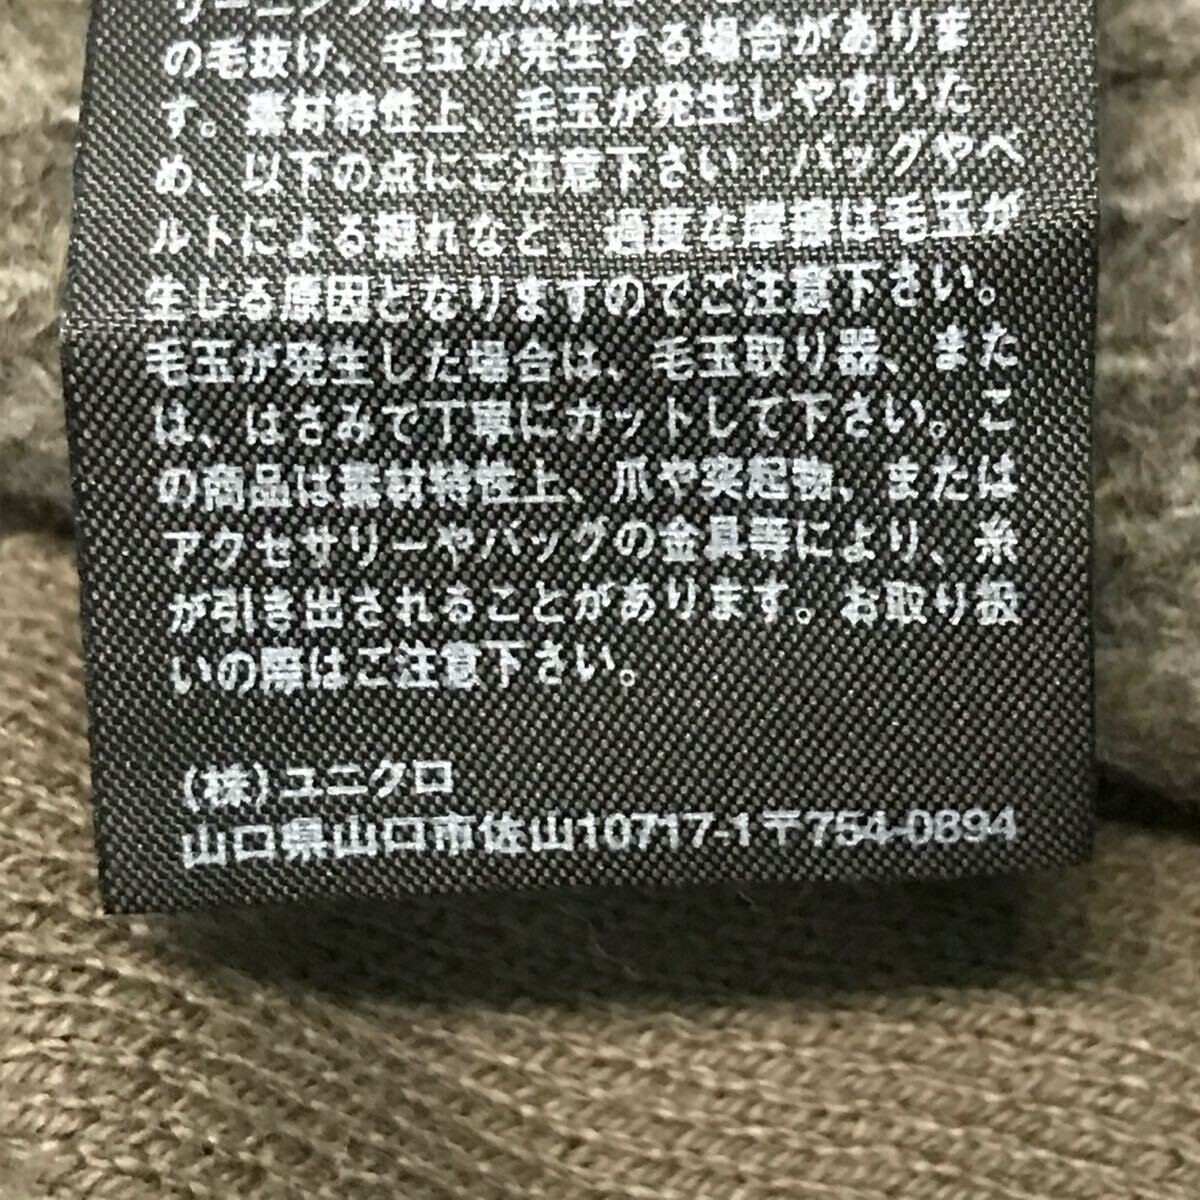 の毛抜け、毛玉が発生する場合がありま
す。素材特性上、毛玉が発生しやすいた
め、以下の点にご注意下さい バッグやベ
ルトによる擦れなど、過度な摩擦は毛玉が
生じる原因となりますのでご注意下さい。
毛玉が発生した場合は、毛玉取り器、また
は、はさみで丁寧にカットして下さい。こ
の商品は素材特性上、爪や突起物、または
アクセサリーやバッグの金具等により、糸
が引き出されることがあります。お取り扱
いの際はご注意下さい。
(株)ユニクロ
山口県山口市佐山10717-1〒754-0894